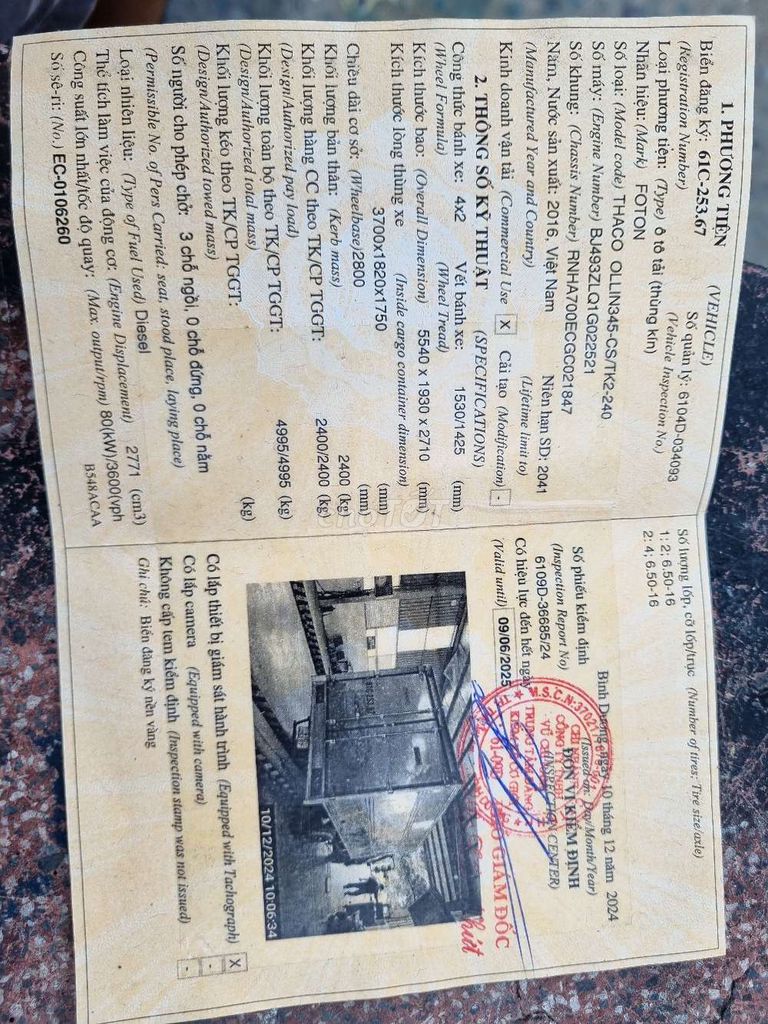 1. PHƯƠNG TIỆN (VEHICLE)
Biển đăng ký: 61C-253.67 Số quản lý: 6104D-034093
(Registration Number) (Vehicle Inspection No.)
Loại phương tiện: (Type) ô tô tải (thùng kín)
Nhãn hiệu: (Mark) FOTON
Số loại: (Model code) THACO OLLIN345-CS/TK2-240
Số máy: (Engine Number) BJ493ZLQ1G022521
Số khung: (Chassis Number) RNHA700ECGC021847
Năm, Nước sản xuất: 2016, Việt Nam Niên hạn SD: 2041
(Manufactured Year and Country) (Lifetime limit to)
Kinh doanh vận tải (Commercial Use) X Cải tạo (Modification) -
2. THÔNG SỐ KỸ THUẬT (SPECIFICATIONS)
Công thức bánh xe: 4x2 Vết bánh xe: 1530/1425 (mm)
(Wheel Formula) (Wheel Tread)
Kích thước bao: (Overall Dimension) 5540 x 1930 x 2710 (mm)
Kích thước lòng thùng xe (Inside cargo container dimension)
3700x1820x1750 (mm)
Chiều dài cơ sở: (Wheelbase) 2800 (mm)
Khối lượng bản thân: (Kerb mass) 2400 (kg)
Khối lượng hàng CC theo TK/CP TGGT: 2400/2400 (kg)
(Design/Authorized pay load)
Khối lượng toàn bộ theo TK/CP TGGT: 4995/4995 (kg)
(Design/Authorized total mass)
Khối lượng kéo theo TK/CP TGGT: (kg)
(Design/Authorized towed mass)
Số người cho phép chở: 3 chỗ ngồi, 0 chỗ đứng, 0 chỗ nằm
(Permissible No. of Pers Carried: seat, stood place, laying place)
Loại nhiên liệu: (Type of Fuel Used) Diesel
Thể tích làm việc của động cơ: (Engine Displacement) 2771 (cm3)
Công suất lớn nhất/tốc độ quay: (Max. output/rpm) 80(kW)/3600(vph
Số sê-ri: (No.) EC-0106260 B548ACAA
Số lượng lốp, cỡ lốp/trục (Number of tires: Tire size/axle)
1: 2; 6.50-16
2: 4; 6.50-16
Bình Dương, ngày 10 tháng 12 năm 2024
(Issued on: Day/Month/Year)
Số phiếu kiểm định ĐƠN VỊ KIỂM ĐỊNH
(Inspection Report No) (INSPECTION CENTER)
6109D-36685/24
Có hiệu lực đến hết ngày
(Valid until) 09/06/2025
M.S.C.N:3702
GIÁM ĐỐC
CHỢ TỐT
10/12/2024 10:06:34
Có lắp thiết bị giám sát hành trình (Equipped with Tachograph) X
Có lắp camera (Equipped with camera) -
Không cấp tem kiểm định (Inspection stamp was not issued) -
Ghi chú: Biển đăng ký nền vàng